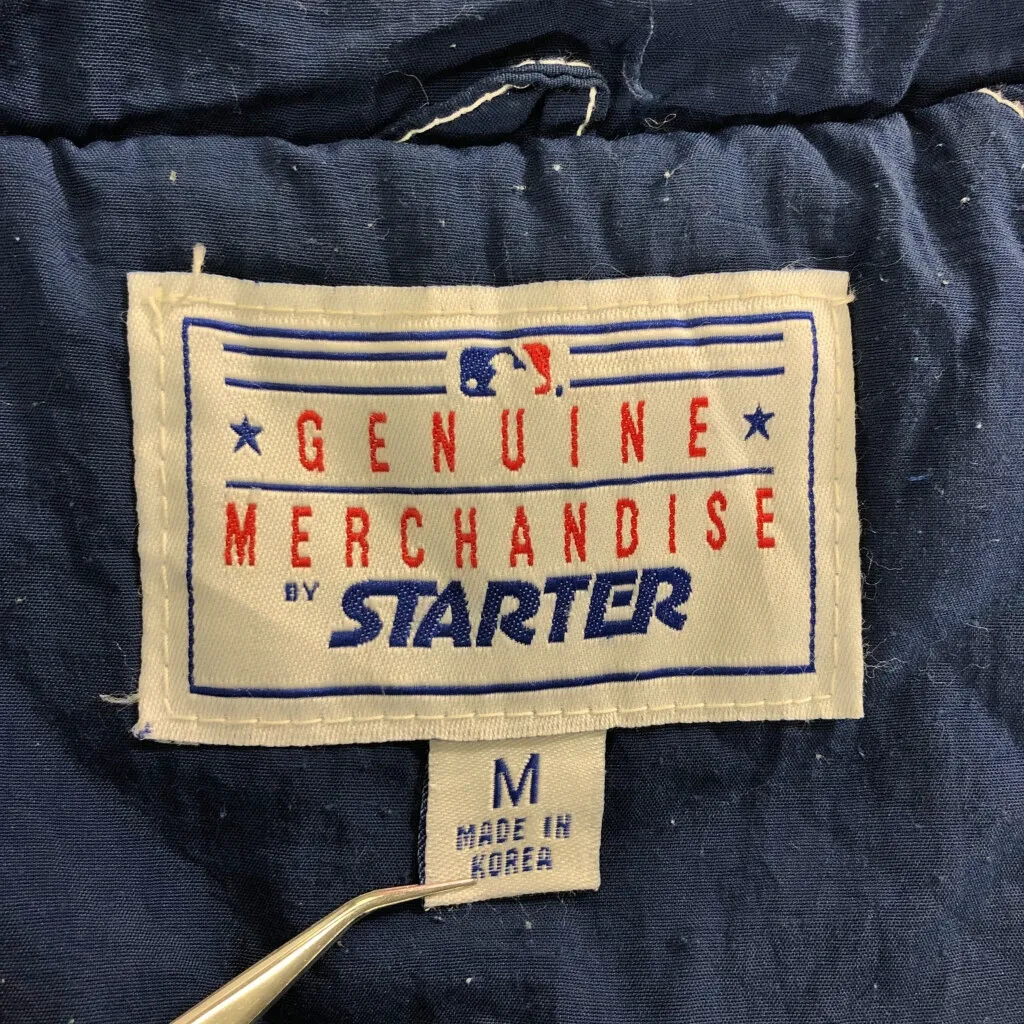 GENUINE
MERCHANDISE
BY STARTER
M
MADE IN
KOREA